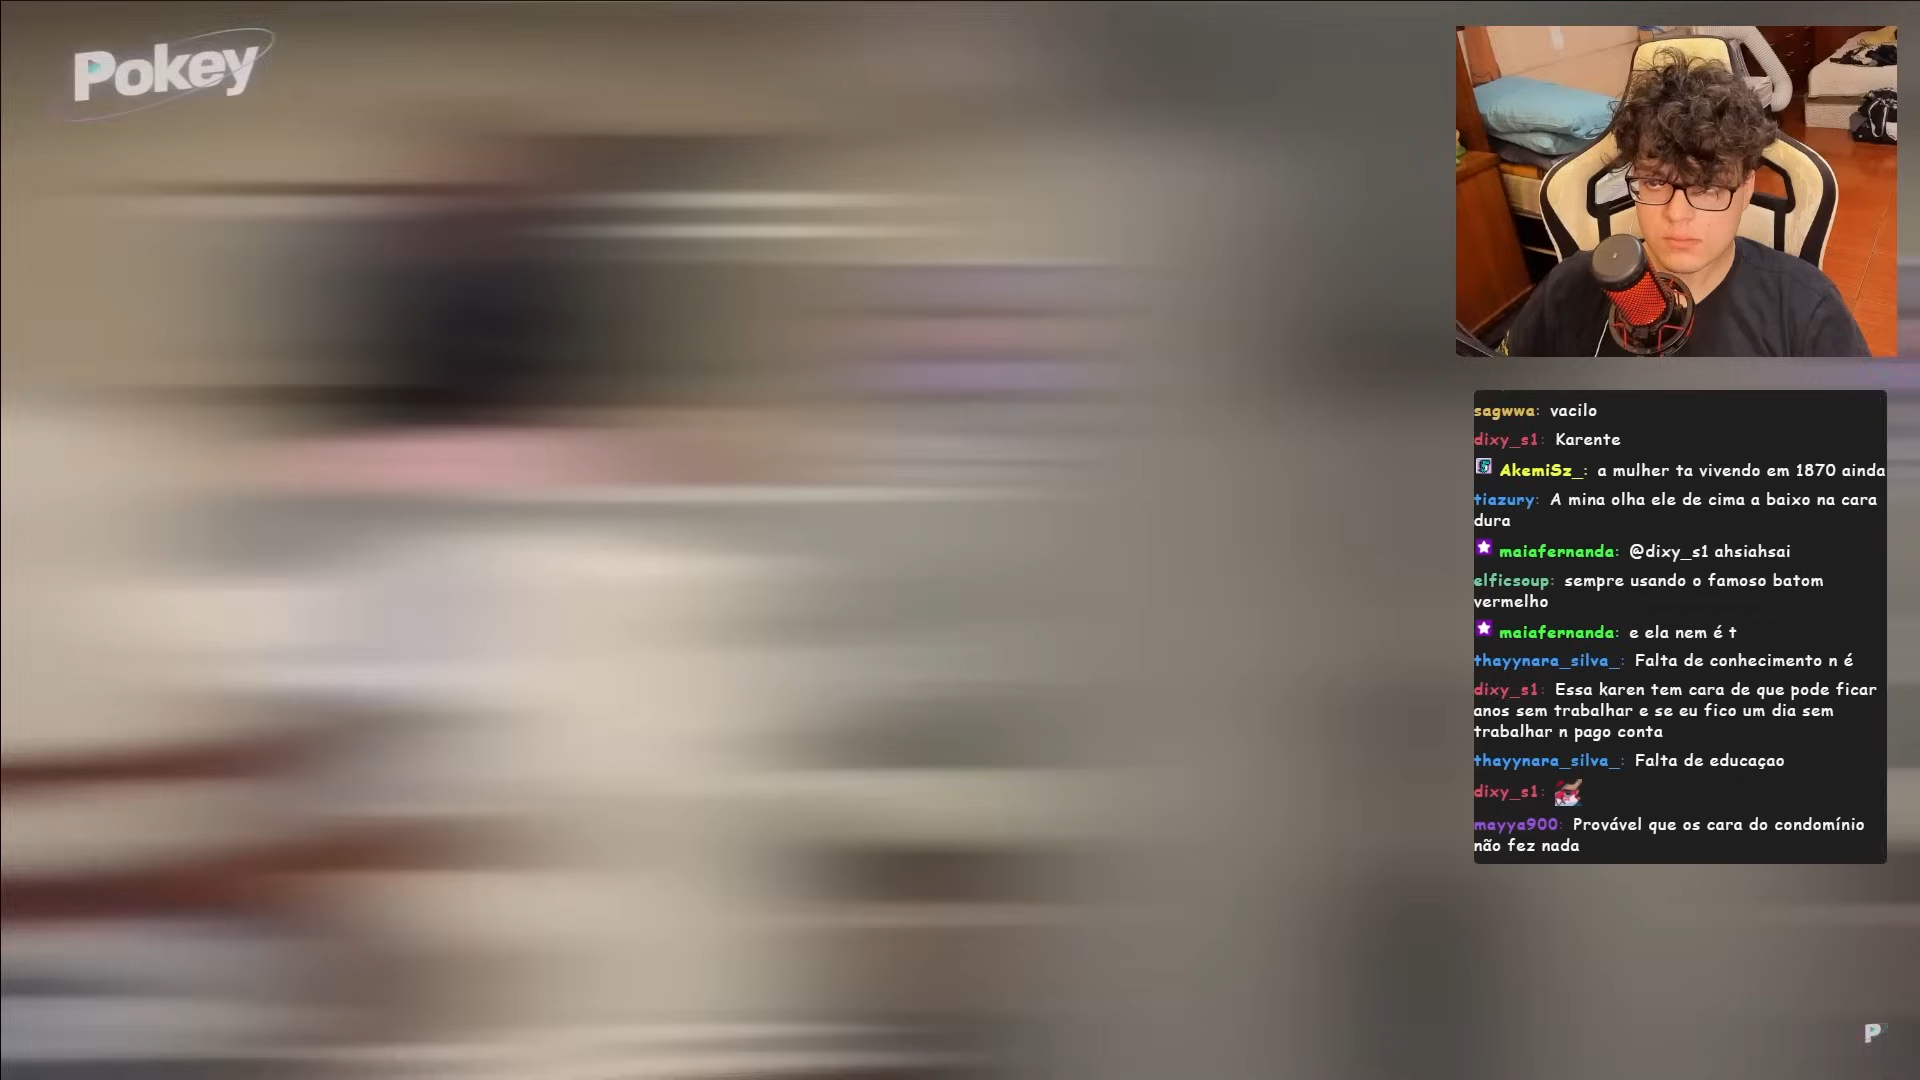 Pokey
sagwwa: vacilo
dixy_s1: Karente
AkemiSz_: a mulher ta vivendo em 1870 ainda
tiazury: A mina olha ele de cima a baixo na cara
dura
maiafernanda: @dixy_s1 ahsiahsai
elficsoup: sempre usando o famoso batom
vermelho
maiafernanda: e ela nem é t
thayynara_silva_: Falta de conhecimento n é
dixy_s1: Essa karen tem cara de que pode ficar
anos sem trabalhar e se eu fico um dia sem
trabalhar n pago conta
thayynara_silva_: Falta de educaçao
dixy_s1:
mayya900: Provável que os cara do condomínio
não fez nada
P